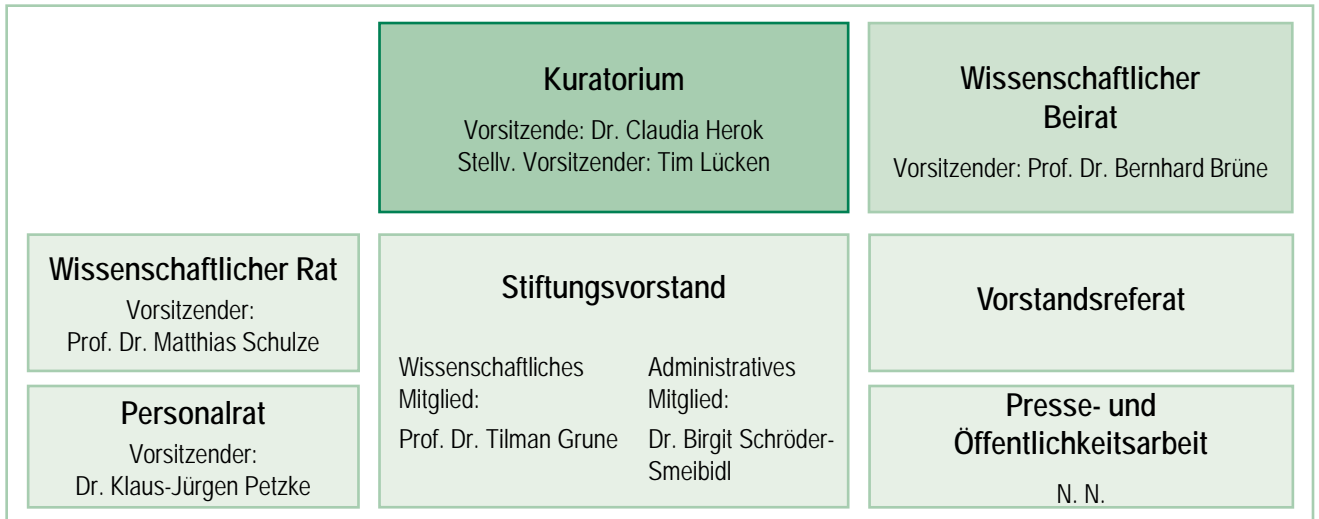 Kuratorium
Vorsitzende: Dr. Claudia Herok
Stellv. Vorsitzender: Tim Lücken
Wissenschaftlicher
Beirat
Vorsitzender: Prof. Dr. Bernhard Brüne
Wissenschaftlicher Rat
Vorsitzender:
Prof. Dr. Matthias Schulze
Personalrat
Vorsitzender:
Dr. Klaus-Jürgen Petzke
Stiftungsvorstand
Wissenschaftliches
Mitglied:
Prof. Dr. Tilman Grune
Administratives
Mitglied:
Dr. Birgit Schröder-
Smeibidl
Vorstandsreferat
Presse- und
Öffentlichkeitsarbeit
N. N.